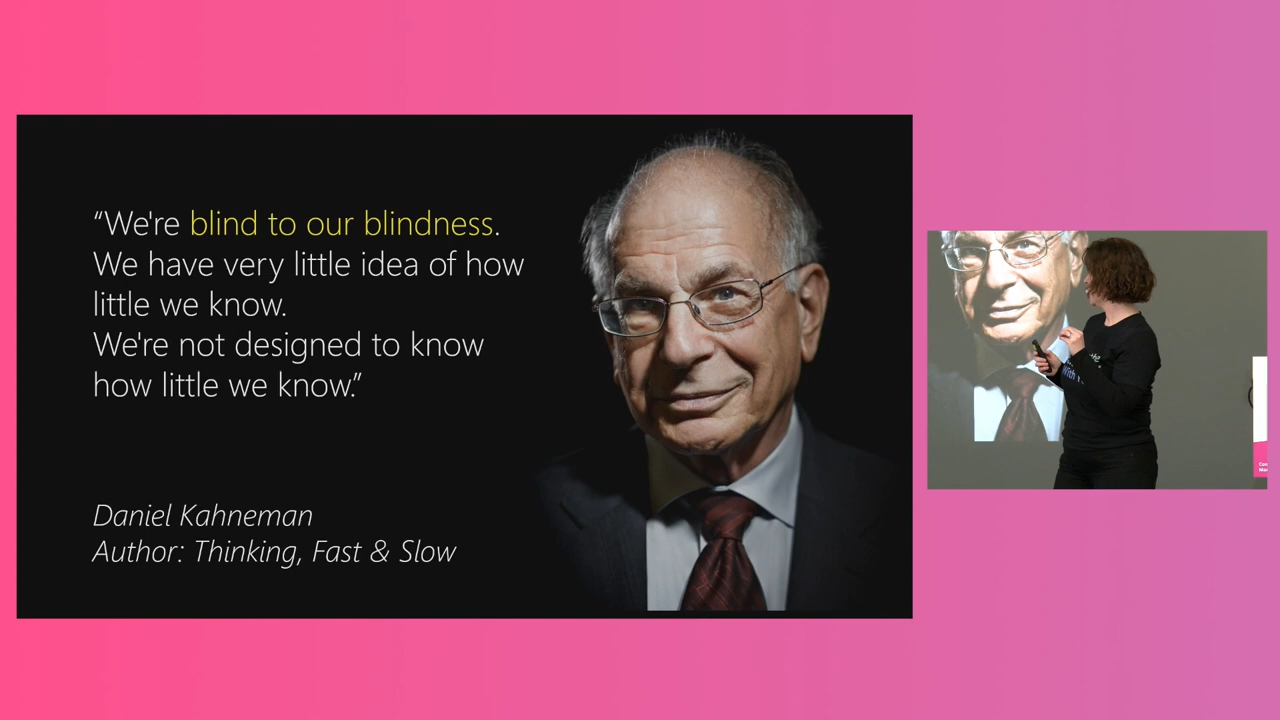 “We're blind to our blindness.
We have very little idea of how
little we know.
We're not designed to know
how little we know.”
Daniel Kahneman
Author: Thinking, Fast & Slow